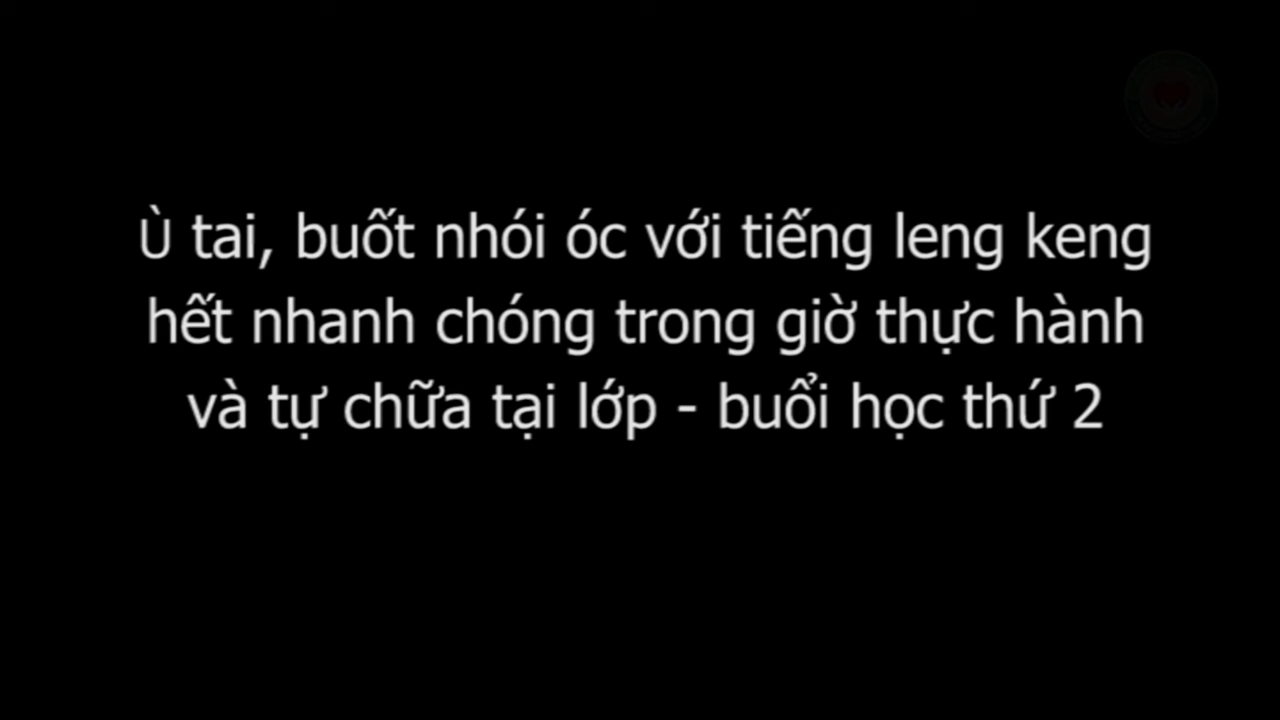 Ù tai, buốt nhói óc với tiếng leng keng
hết nhanh chóng trong giờ thực hành
và tự chữa tại lớp - buổi học thứ 2